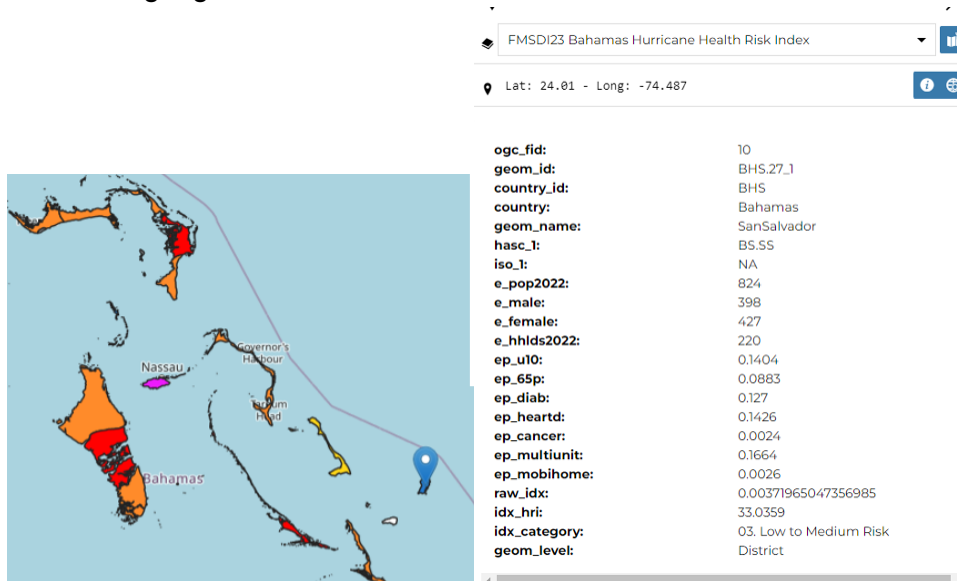 FMSDI23 Bahamas Hurricane Health Risk Index
Lat: 24.01 - Long: -74.487
ogc_fid: 10
geom_id: BHS.27_1
country_id: BHS
country: Bahamas
geom_name: SanSalvador
hasc_1: BS.SS
iso_1: NA
e_pop2022: 824
e_male: 398
e_female: 427
e_hhlds2022: 220
ep_u10: 0.1404
ep_65p: 0.0883
ep_diab: 0.127
ep_heartd: 0.1426
ep_cancer: 0.0024
ep_multiunit: 0.1664
ep_mobihome: 0.0026
raw_idx: 0.00371965047356985
idx_hri: 33.0359
idx_category: 03. Low to Medium Risk
geom_level: District
Governor's
Harbour
Nassau
Head
Bahamas